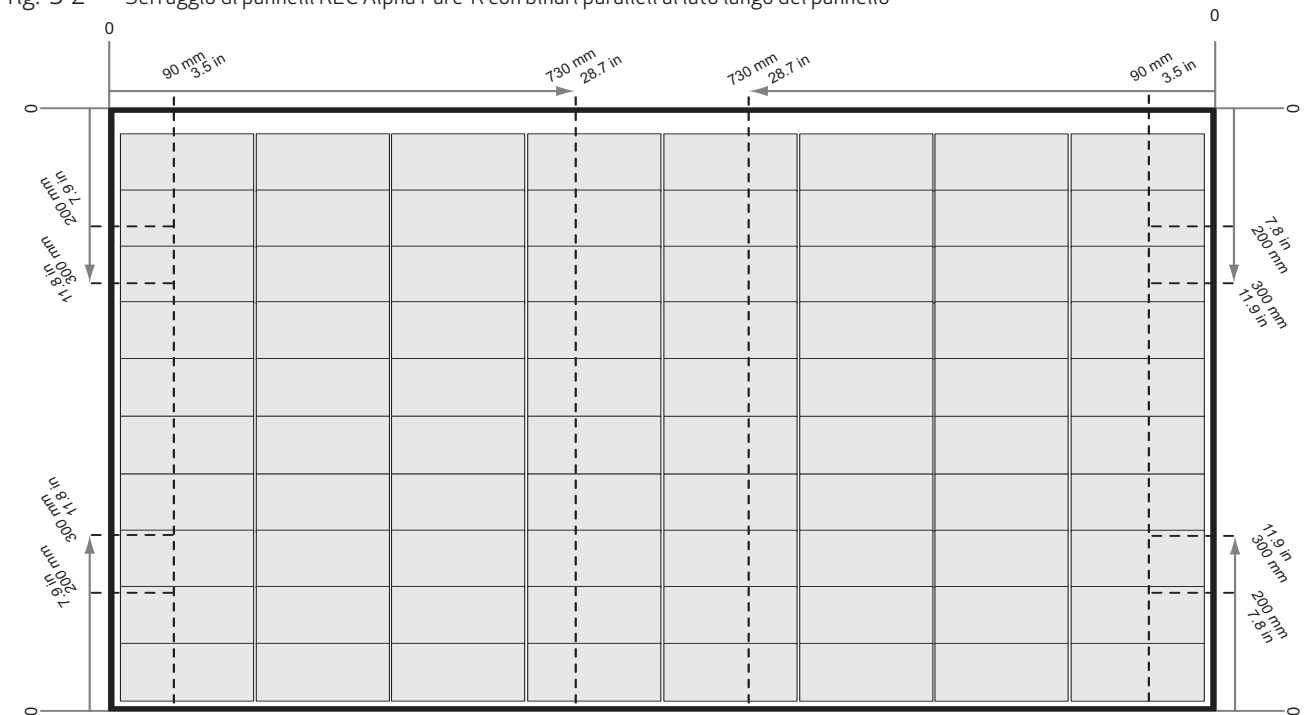 fig. 5-2 Serraggio di pannelli REC Alpha Pure-R con binari paralleli al lato lungo del pannello
0
0
90 mm
3.5 in
730 mm
28.7 in
730 mm
28.7 in
90 mm
3.5 in
0
0
7.9 in
200 mm
300 mm
11.8 in
7.8 in
200 mm
300 mm
11.9 in
11.8 in
300 mm
200 mm
7.9in
11.9 in
300 mm
200 mm
7.8 in
0
0